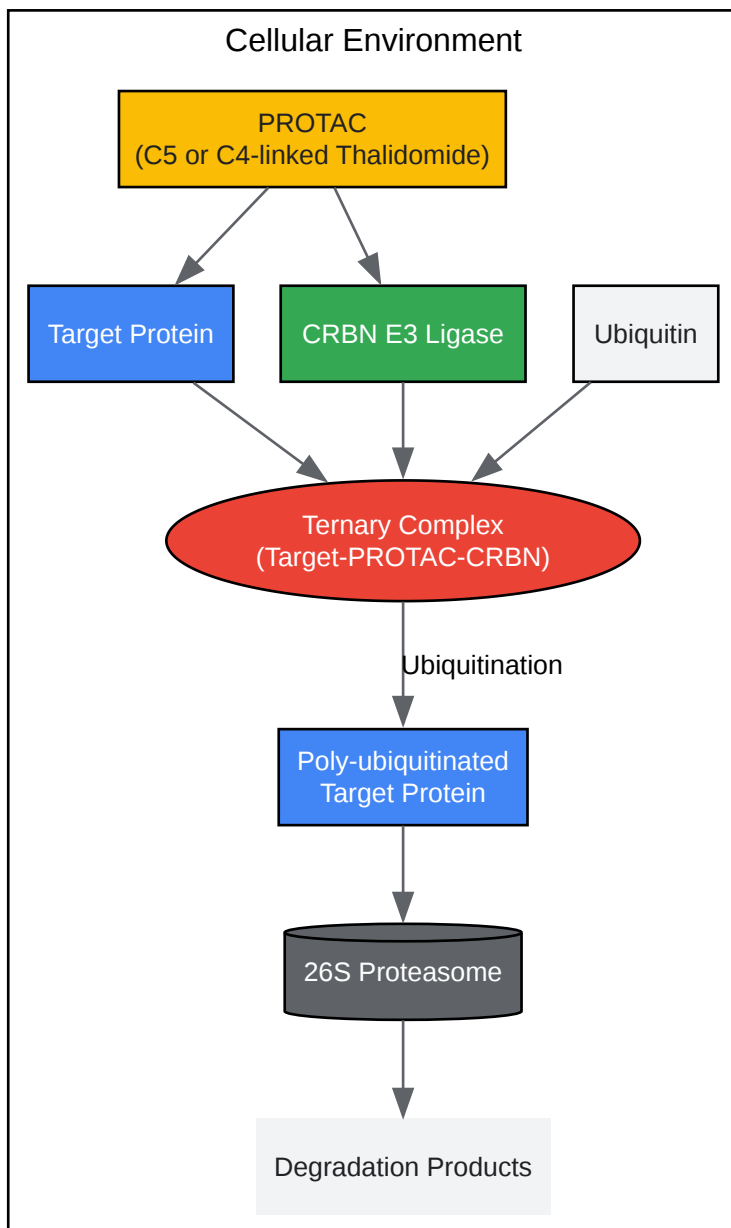 Cellular Environment
PROTAC
(C5 or C4-linked Thalidomide)
Target Protein
CRBN E3 Ligase
Ubiquitin
Ternary Complex
(Target-PROTAC-CRBN)
Ubiquitination
Poly-ubiquitinated
Target Protein
26S Proteasome
Degradation Products